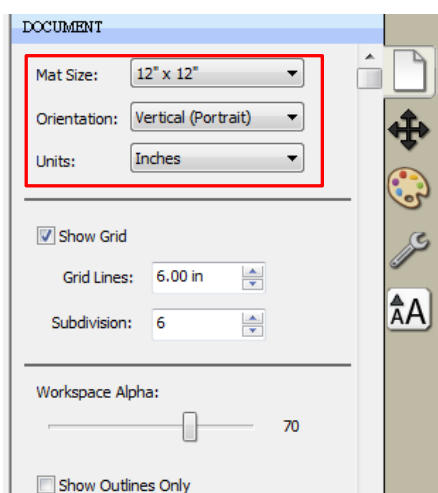 DOCUMENT
Mat Size: 12" x 12"
Orientation: Vertical (Portrait)
Units: Inches
Show Grid
Grid Lines: 6.00 in
Subdivision: 6
Workspace Alpha:
70
Show Outlines Only
AA